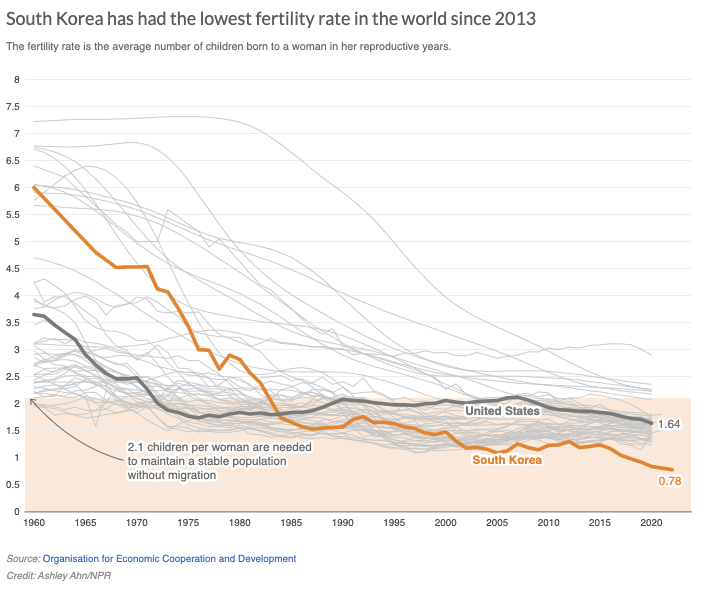 South Korea has had the lowest fertility rate in the world since 2013
The fertility rate is the average number of children born to a woman in her reproductive years.
8
7.5
7
6.5
6
5.5
5
4.5
4
3.5
3
2.5
2
1.5
1
0.5
0
United States
1.64
2.1 children per woman are needed
to maintain a stable population
without migration
South Korea
0.78
1960 1965 1970 1975 1980 1985 1990 1995 2000 2005 2010 2015 2020
Source: Organisation for Economic Cooperation and Development
Credit: Ashley Ahn/NPR